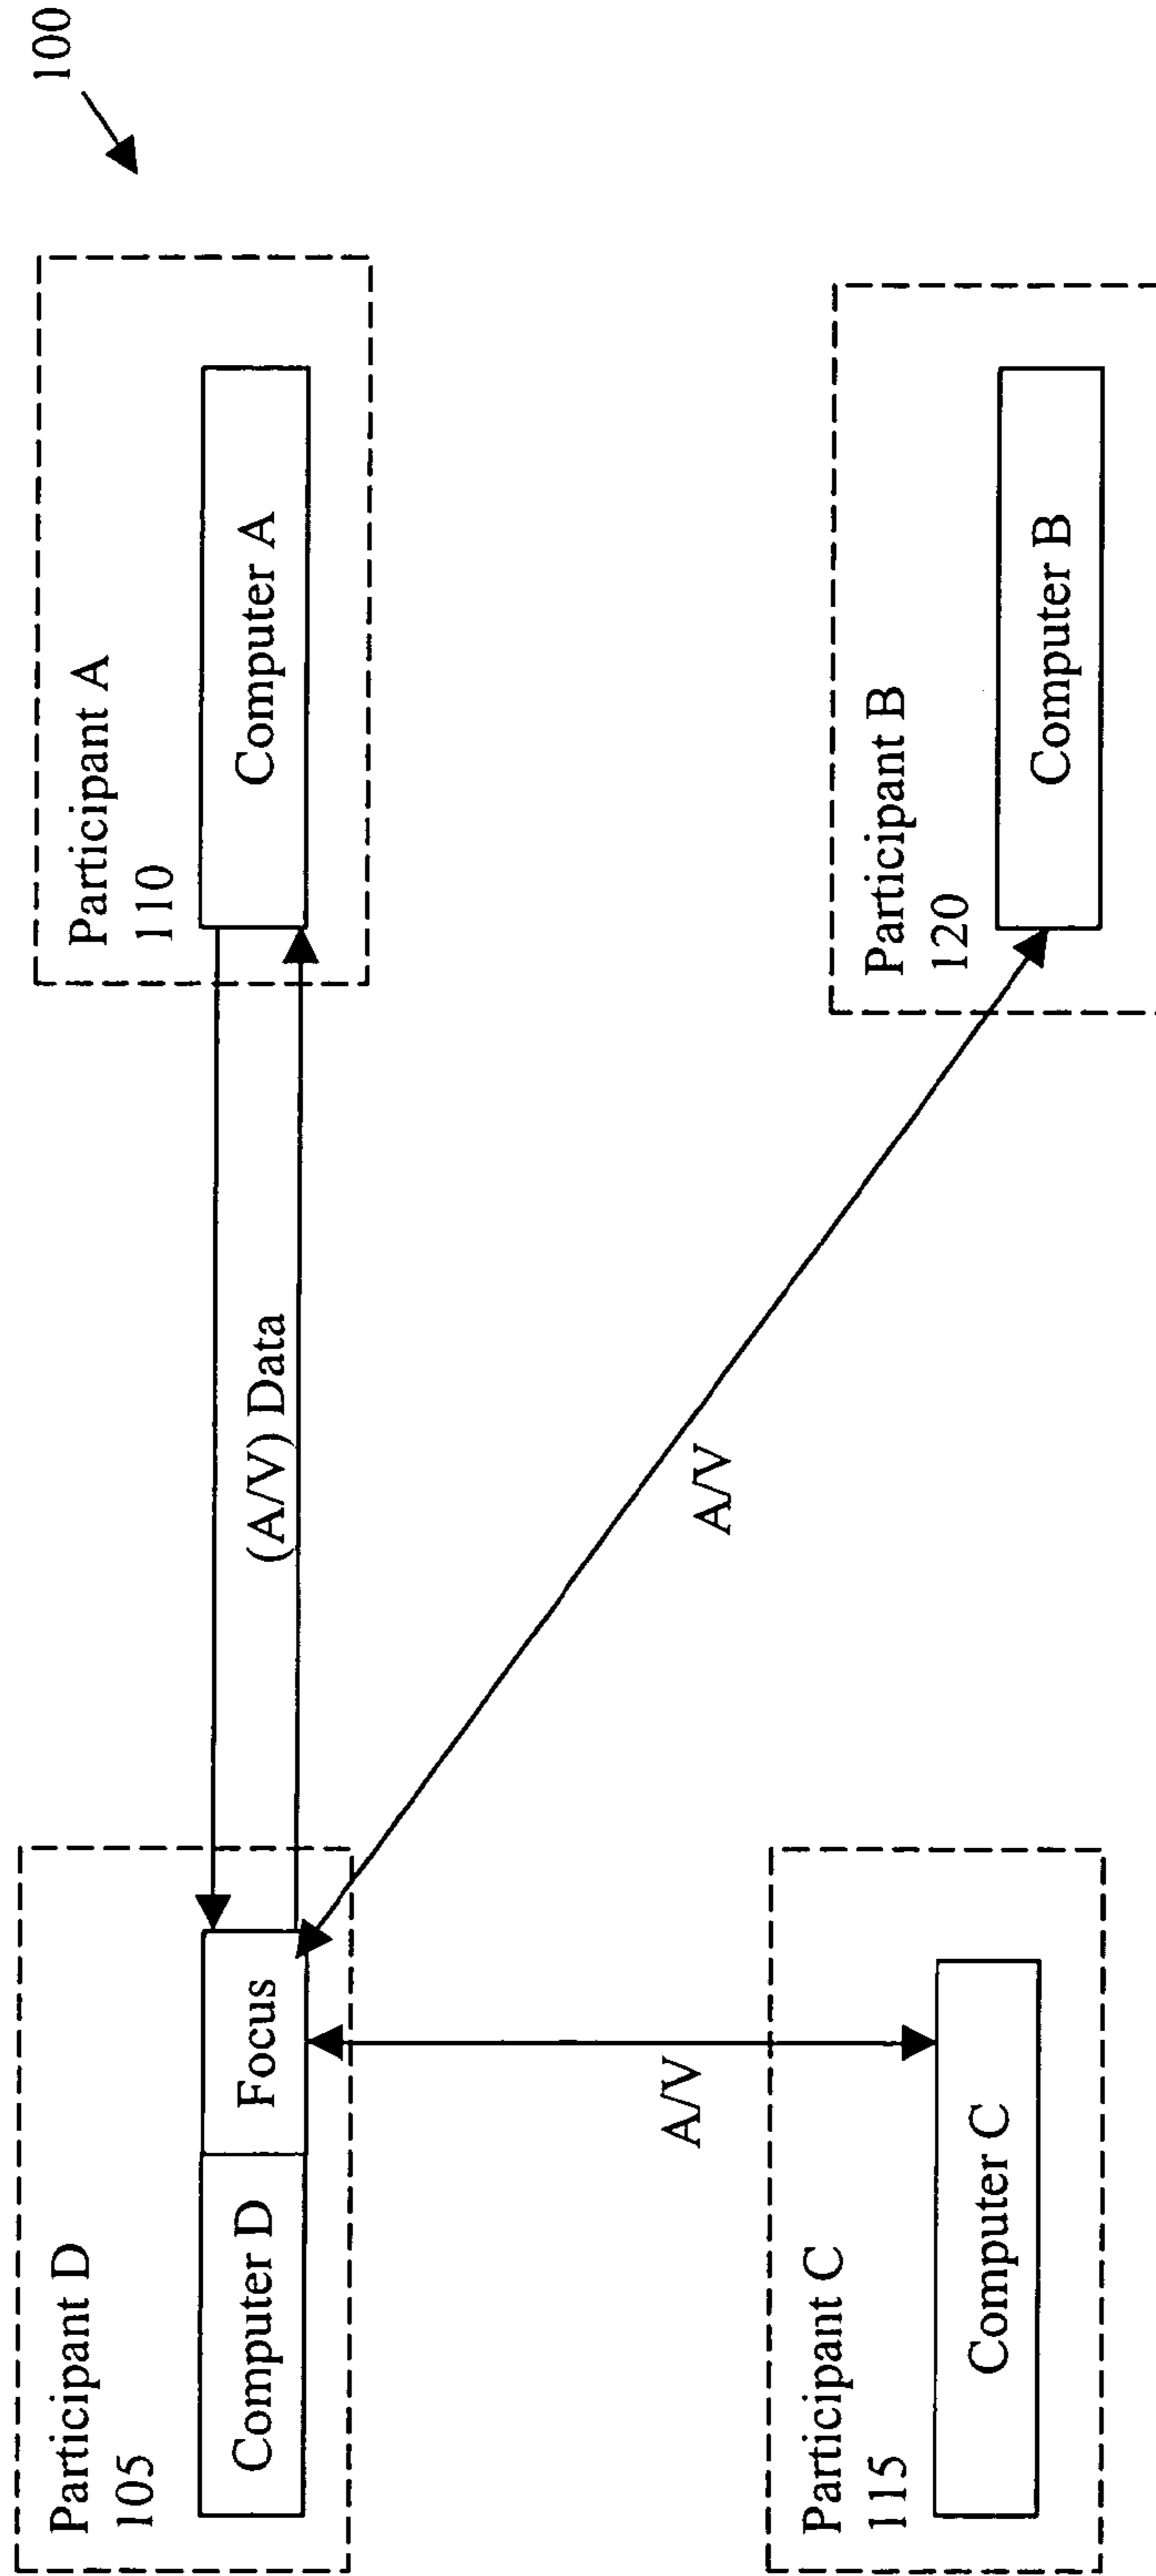 100
Participant D
105
Computer D
Focus
(A/V) Data
Participant A
110
Computer A
A/V
A/V
Participant C
115
Computer C
Participant B
120
Computer B